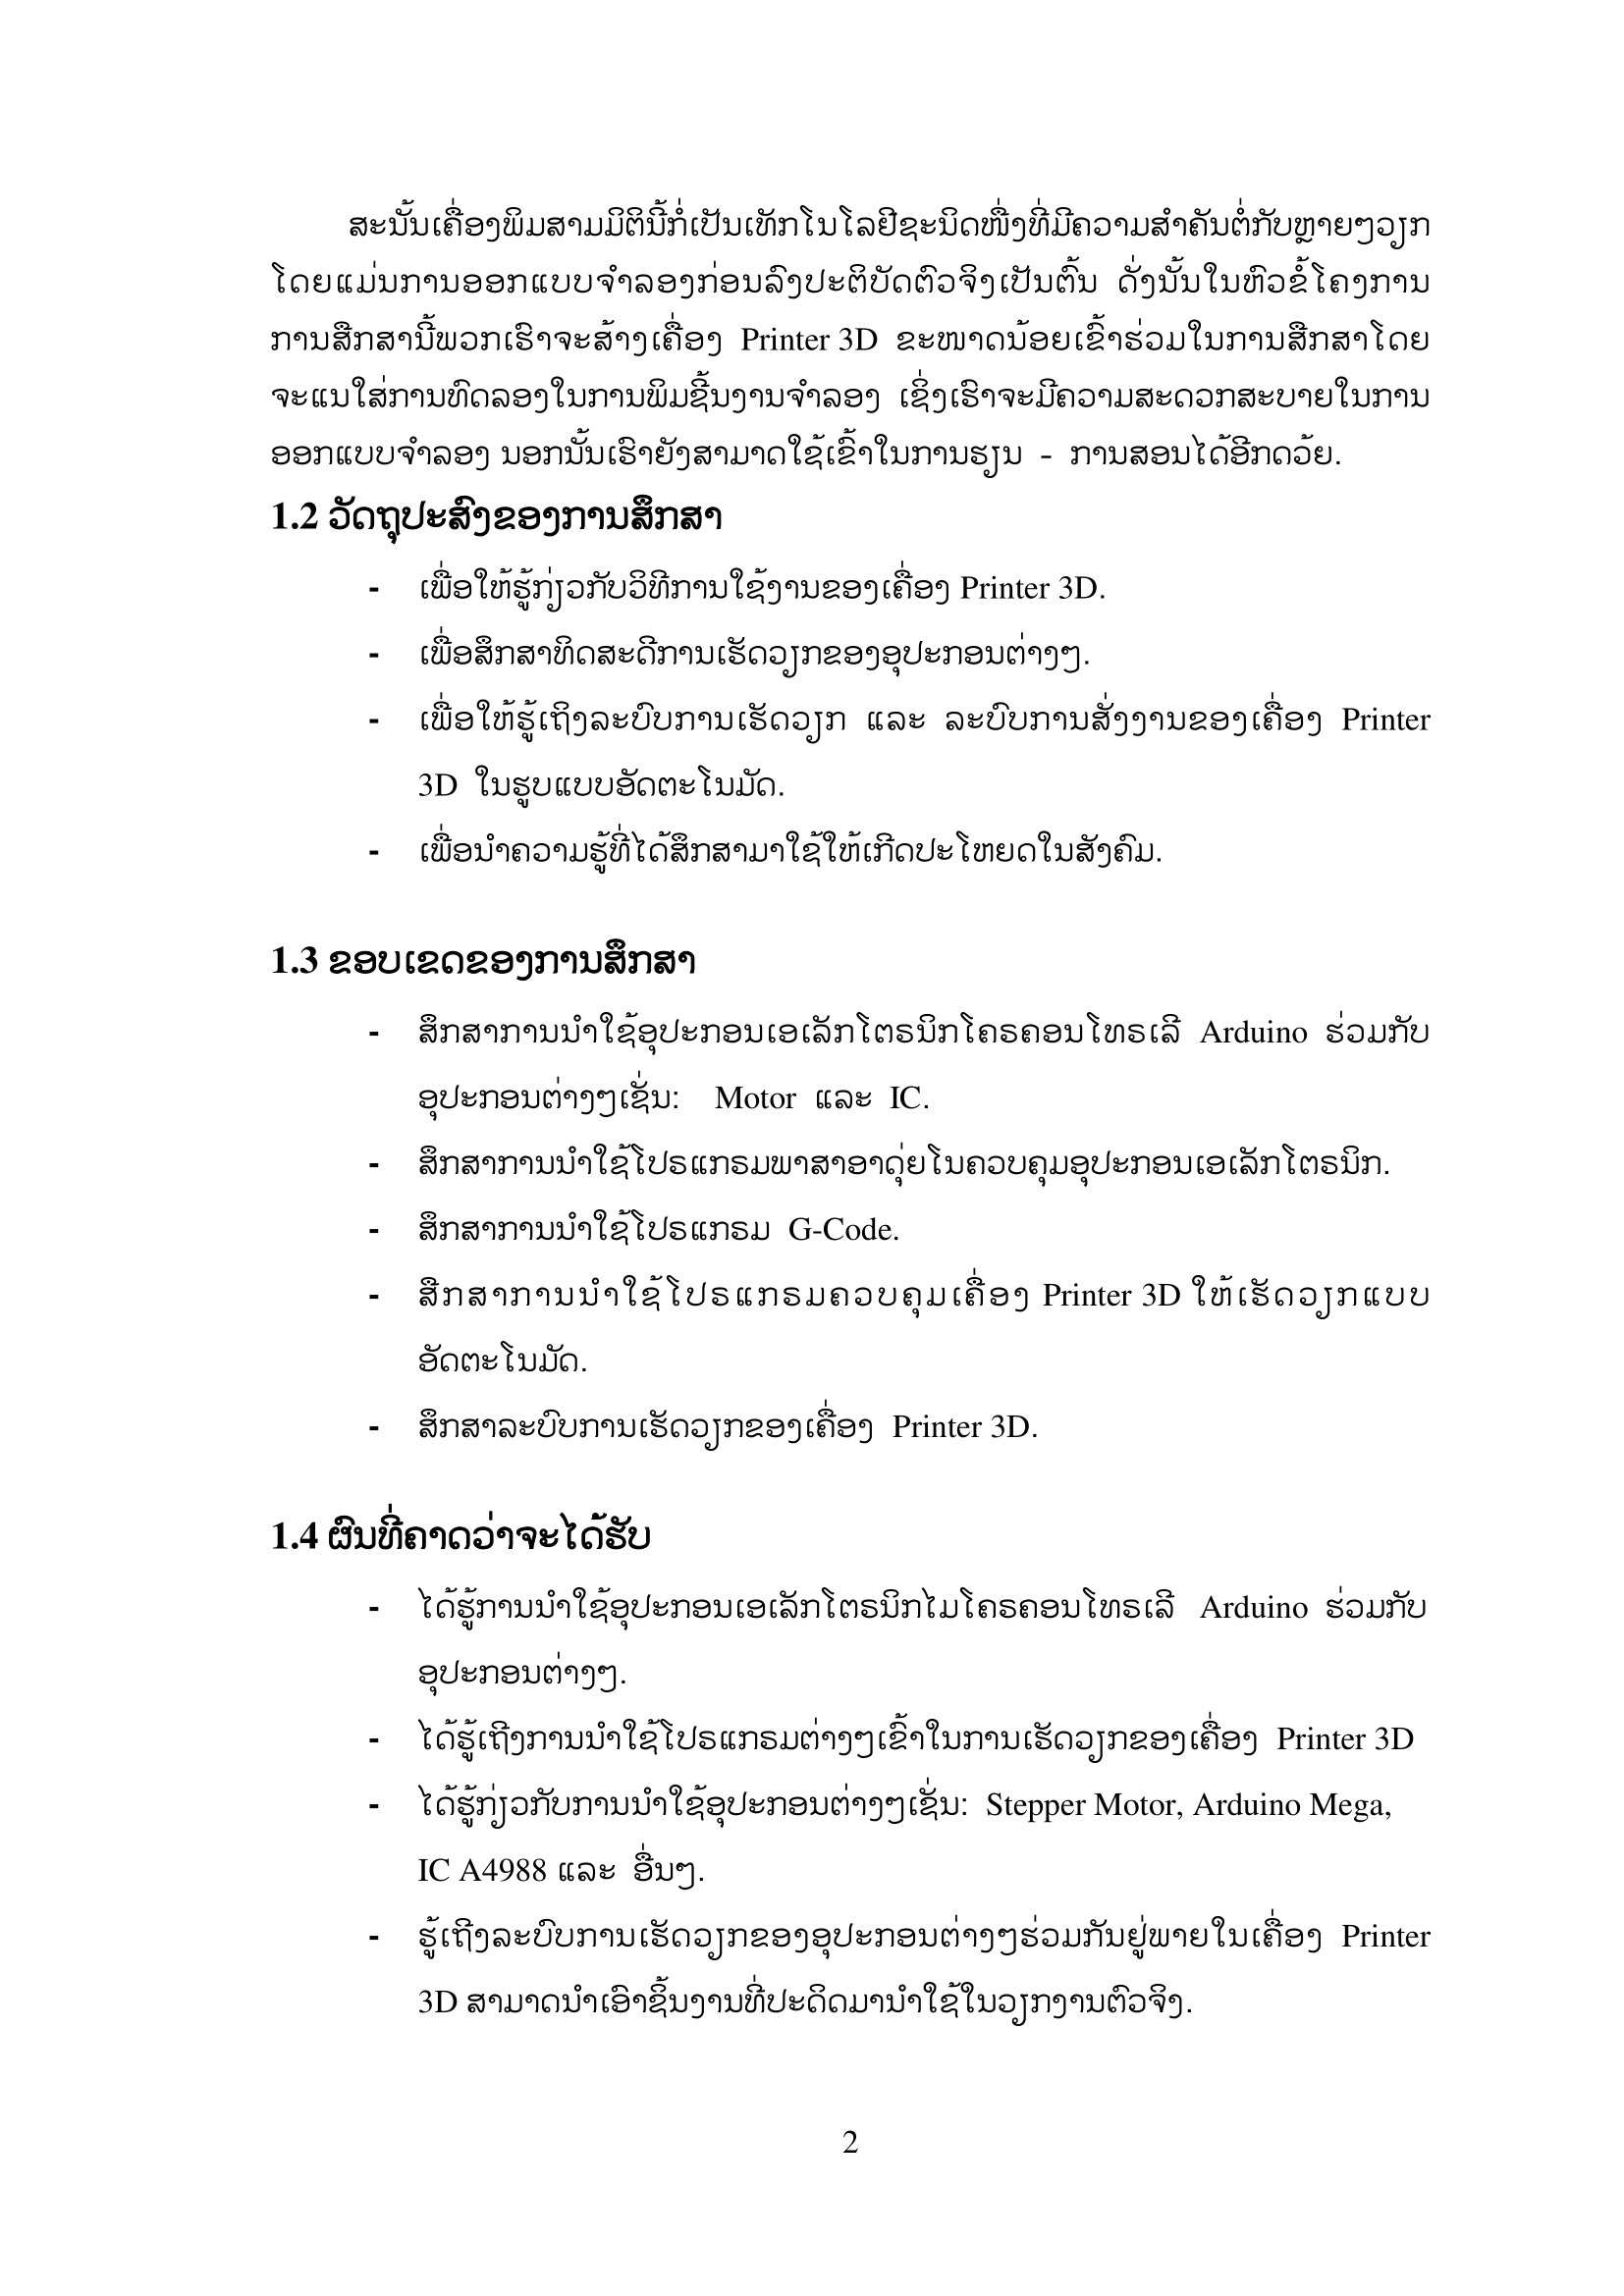 ສະນັ້ນເຄື່ອງພິມສາມມິຕິນີ້ກໍ່ເປັນເທັກໂນໂລຢີຊະນິດໜື່ງທີ່ມີຄວາມສຳຄັນຕໍ່ກັບຫຼາຍໆວຽກ
ໂດຍແມ່ນການອອກແບບຈຳລອງກ່ອນລົງປະຕິບັດຕົວຈິງເປັນຕົ້ນ ດັ່ງນັ້ນໃນຫົວຂໍ້ໂຄງການ
ການສືກສານີ້ພວກເຮົາຈະສ້າງເຄື່ອງ Printer 3D ຂະໜາດນ້ອຍເຂົ້າຮ່ວມໃນການສືກສາໂດຍ
ຈະແນໃສ່ການທົດລອງໃນການພິມຊີ້ນງານຈຳລອງ ເຊິ່ງເຮົາຈະມີຄວາມສະດວກສະບາຍໃນການ
ອອກແບບຈຳລອງ ນອກນັ້ນເຮົາຍັງສາມາດໃຊ້ເຂົ້າໃນການຮຽນ - ການສອນໄດ້ອີກດວ້ຍ.
1.2 ວັດຖຸປະສົງຂອງການສຶກສາ
- ເພື່ອໃຫ້ຮູ້ກ່ຽວກັບວິທີການໃຊ້ງານຂອງເຄື່ອງ Printer 3D.
- ເພື່ອສຶກສາທິດສະດີການເຮັດວຽກຂອງອຸປະກອນຕ່າງໆ.
- ເພື່ອໃຫ້ຮູ້ເຖິງລະບົບການເຮັດວຽກ ແລະ ລະບົບການສັ່ງງານຂອງເຄື່ອງ Printer
3D ໃນຮູບແບບອັດຕະໂນມັດ.
- ເພື່ອນຳຄວາມຮູ້ທີ່ໄດ້ສຶກສາມາໃຊ້ໃຫ້ເກີດປະໂຫຍດໃນສັງຄົມ.
1.3 ຂອບເຂດຂອງການສຶກສາ
- ສຶກສາການນຳໃຊ້ອຸປະກອນເອເລັກໂຕຣນິກໂຄຣຄອນໂທຣເລີ Arduino ຮ່ວມກັບ
ອຸປະກອນຕ່າງໆເຊັ່ນ: Motor ແລະ IC.
- ສຶກສາການນຳໃຊ້ໂປຣແກຣມພາສາອາດຸ່ຍໂນຄວບຄຸມອຸປະກອນເອເລັກໂຕຣນິກ.
- ສຶກສາການນຳໃຊ້ໂປຣແກຣມ G-Code.
- ສືກສາການນຳໃຊ້ໂປຣແກຣມຄວບຄຸມເຄື່ອງ Printer 3D ໃຫ້ເຮັດວຽກແບບ
ອັດຕະໂນມັດ.
- ສຶກສາລະບົບການເຮັດວຽກຂອງເຄື່ອງ Printer 3D.
1.4 ຜົນທີ່ຄາດວ່າຈະໄດ້ຮັບ
- ໄດ້ຮູ້ການນຳໃຊ້ອຸປະກອນເອເລັກໂຕຣນິກໄມໂຄຣຄອນໂທຣເລີ Arduino ຮ່ວມກັບ
ອຸປະກອນຕ່າງໆ.
- ໄດ້ຮູ້ເຖີງການນຳໃຊ້ໂປຣແກຣມຕ່າງໆເຂົ້າໃນການເຮັດວຽກຂອງເຄື່ອງ Printer 3D
- ໄດ້ຮູ້ກ່ຽວກັບການນຳໃຊ້ອຸປະກອນຕ່າງໆເຊັ່ນ: Stepper Motor, Arduino Mega,
IC A4988 ແລະ ອື່ນໆ.
- ຮູ້ເຖີງລະບົບການເຮັດວຽກຂອງອຸປະກອນຕ່າງໆຮ່ວມກັນຢູ່ພາຍໃນເຄື່ອງ Printer
3D ສາມາດນຳເອົາຊິ້ນງານທີ່ປະດິດມານຳໃຊ້ໃນວຽກງານຕົວຈິງ.
2